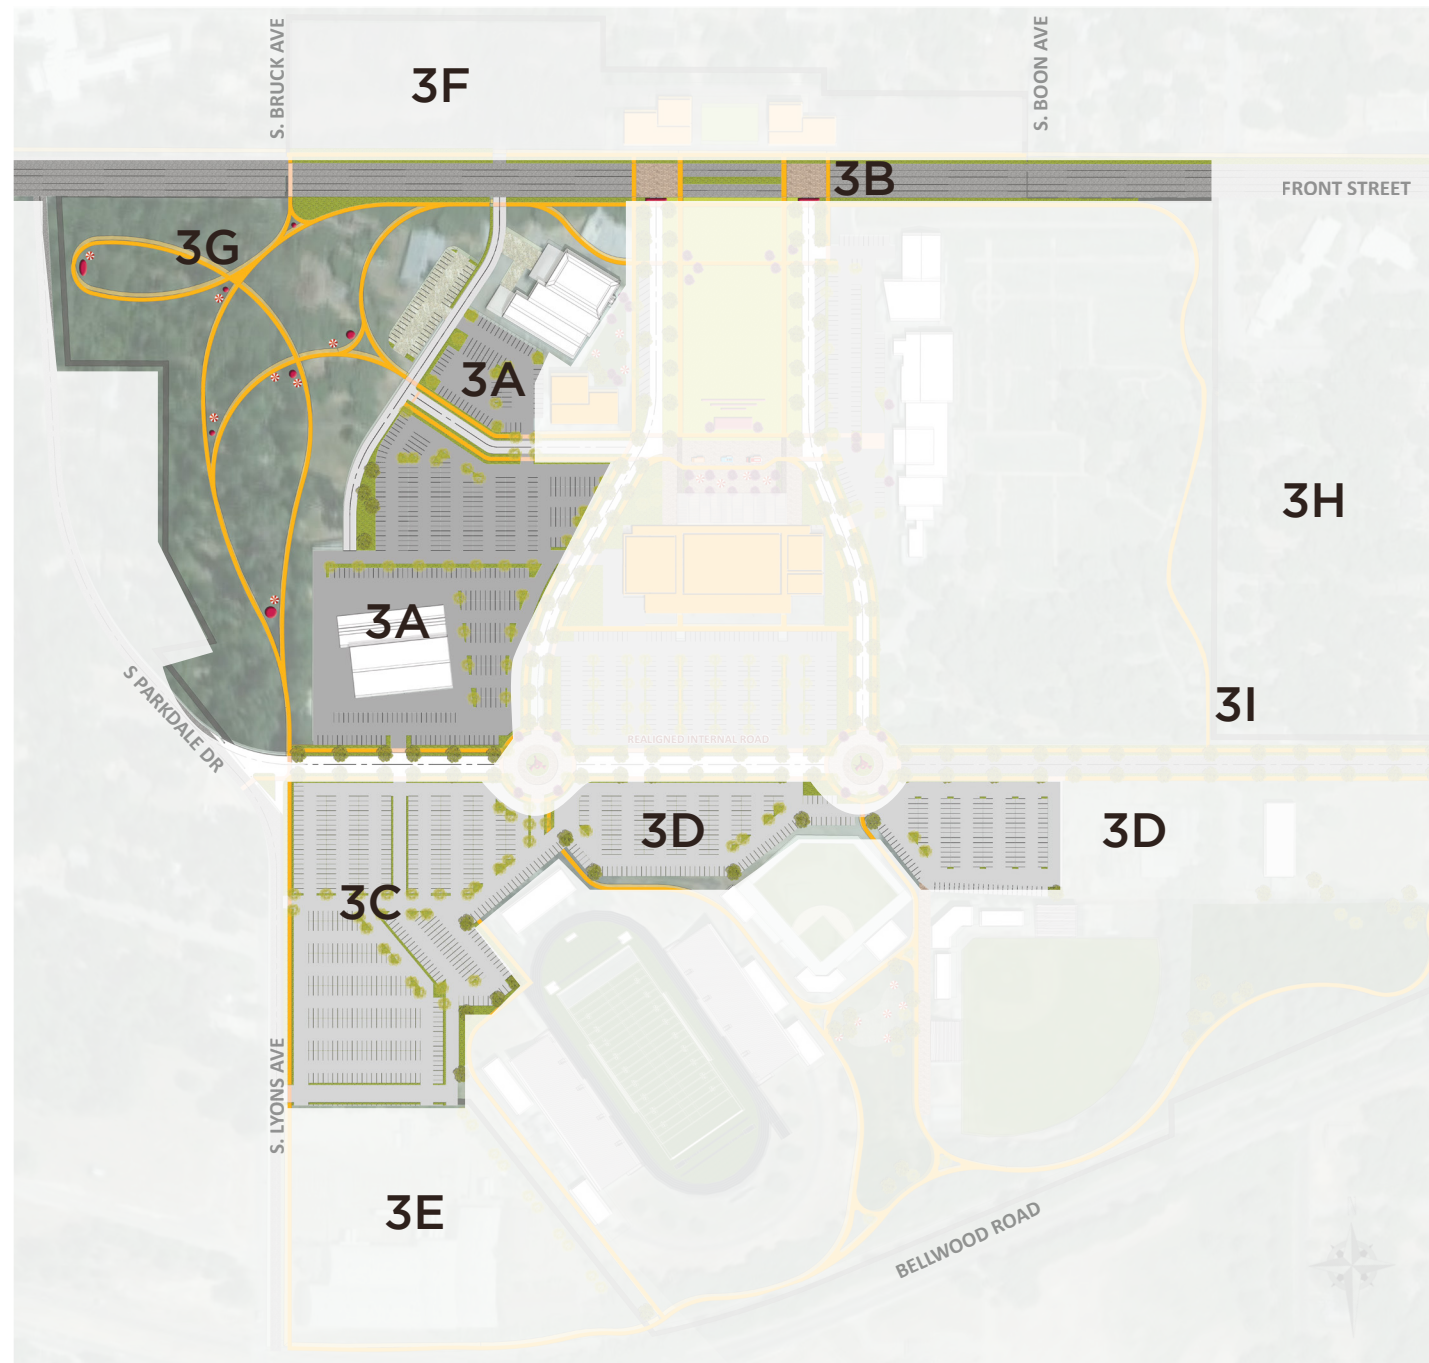 S. BRUCK AVE
S. BOON AVE
3F
3B
FRONT STREET
3G
3A
3H
3A
3I
S PARKDALE DR
REALIGNED INTERNAL ROAD
3D
3D
3C
S. LYONS AVE
3E
BELLWOOD ROAD